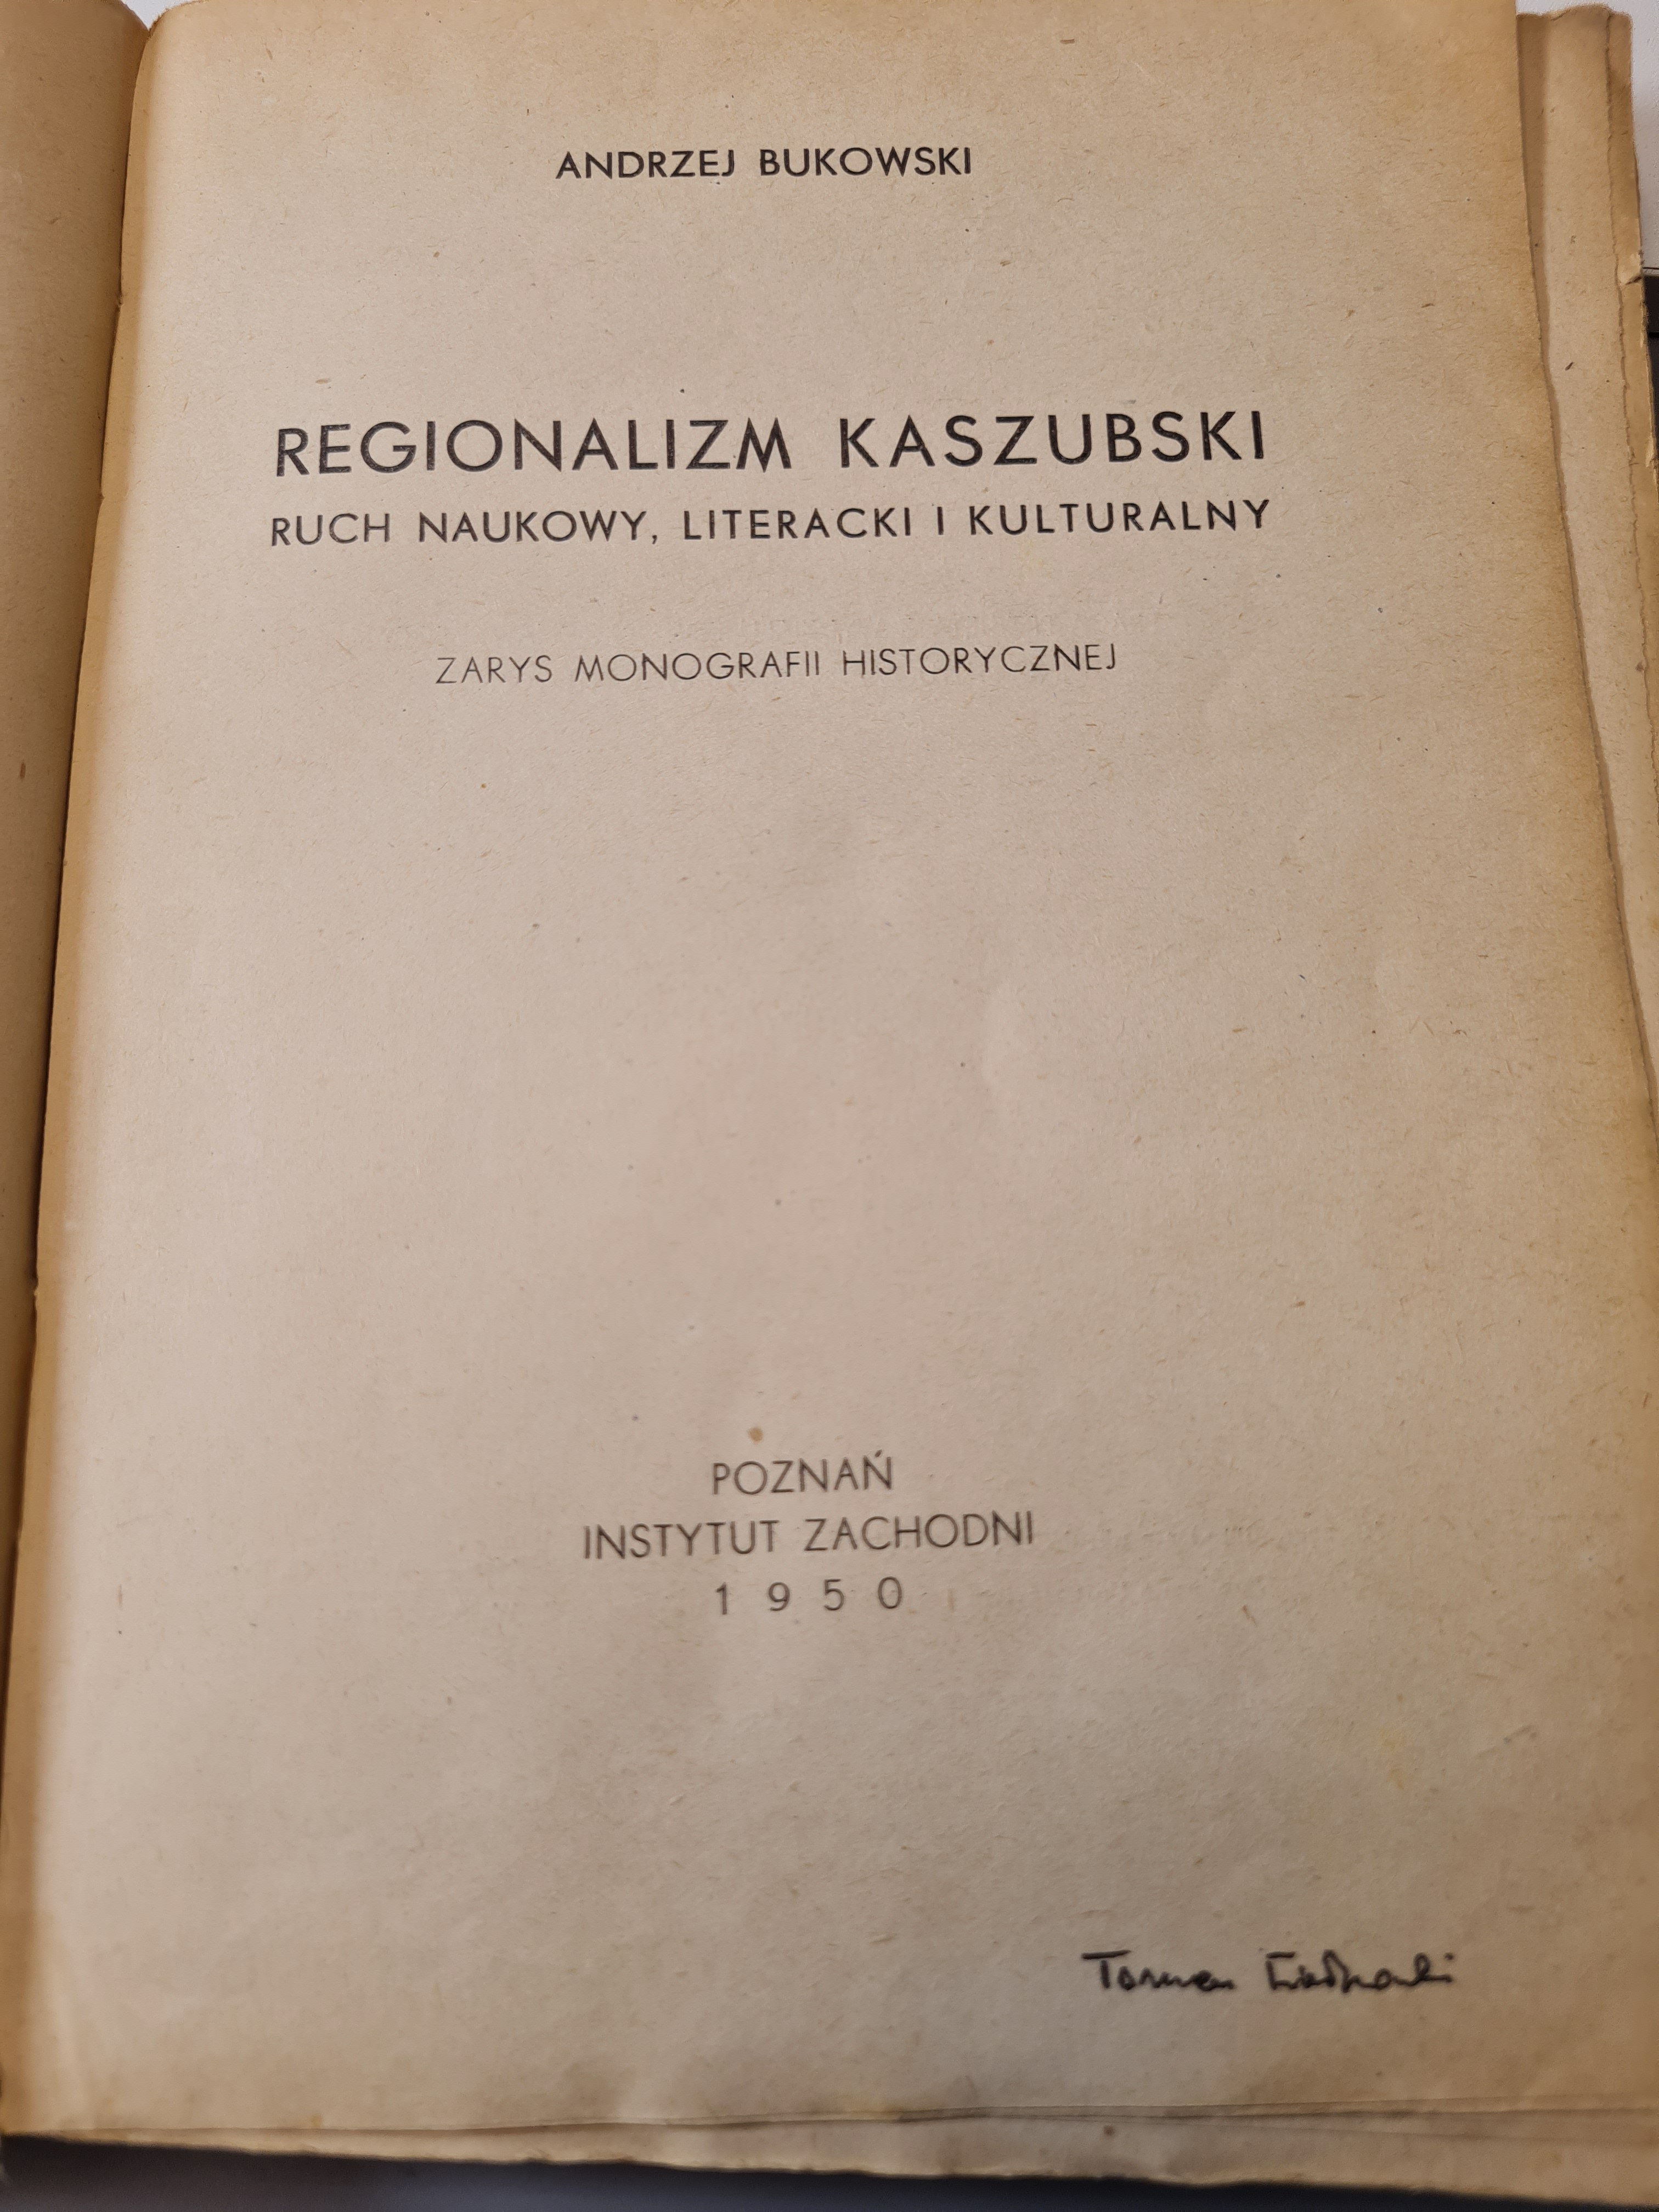 ANDRZEJ BUKOWSKI
REGIONALIZM KASZUBSKI
RUCH NAUKOWY, LITERACKI I KULTURALNY
ZARYS MONOGRAFII HISTORYCZNEJ
POZNAŃ
INSTYTUT ZACHODNI
1950